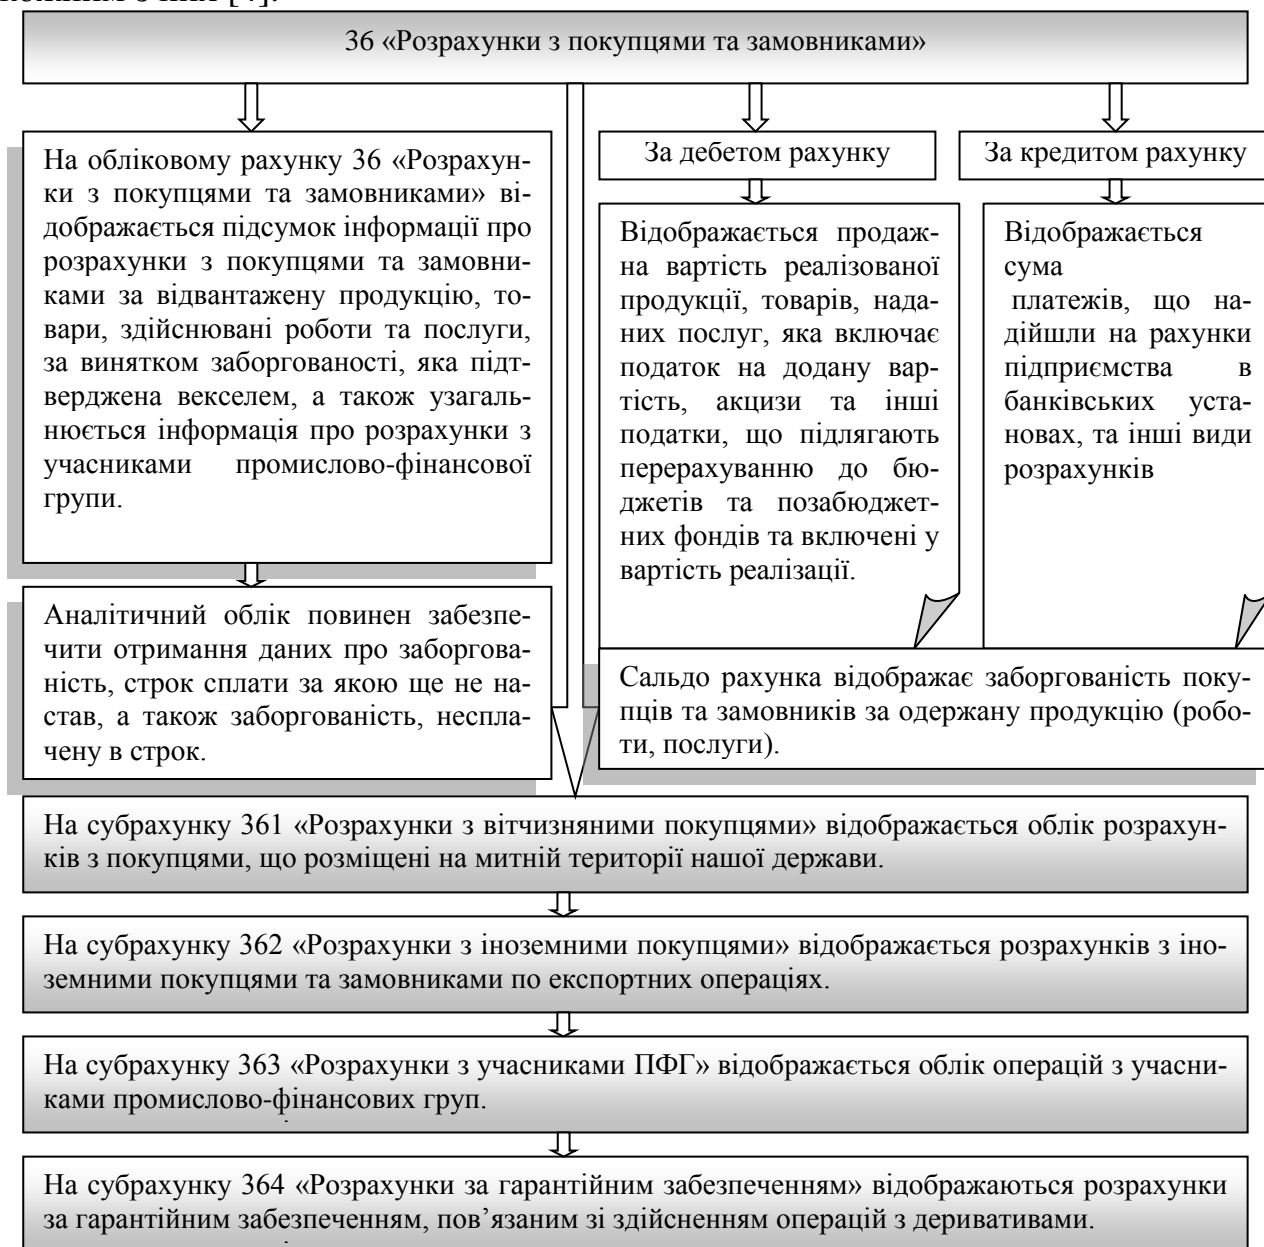 36 «Розрахунки з покупцями та замовниками»
На обліковому рахунку 36 «Розрахун-
ки з покупцями та замовниками» ві-
дображається підсумок інформації про
розрахунки з покупцями та замовни-
ками за відвантажену продукцію, то-
вари, здійснювані роботи та послуги,
за винятком заборгованості, яка підт-
верджена векселем, а також узагаль-
нюється інформація про розрахунки з
учасниками промислово-фінансової
групи.
Аналітичний облік повинен забезпе-
чити отримання даних про заборгова-
ність, строк сплати за якою ще не на-
став, а також заборгованість, неспла-
чену в строк.
За дебетом рахунку
Відображається продаж-
на вартість реалізованої
продукції, товарів, нада-
них послуг, яка включає
податок на додану вар-
тість, акцизи та інші
податки, що підлягають
перерахуванню до бю-
джетів та позабюджет-
них фондів та включені у
вартість реалізації.
За кредитом рахунку
Відображається
сума
платежів, що на-
дійшли на рахунки
підприємства в
банківських уста-
новах, та інші види
розрахунків
Сальдо рахунка відображає заборгованість поку-
пців та замовників за одержану продукцію (робо-
ти, послуги).
На субрахунку 361 «Розрахунки з вітчизняними покупцями» відображається облік розрахун-
ків з покупцями, що розміщені на митній території нашої держави.
На субрахунку 362 «Розрахунки з іноземними покупцями» відображається розрахунків з іно-
земними покупцями та замовниками по експортних операціях.
На субрахунку 363 «Розрахунки з учасниками ПФГ» відображається облік операцій з учасни-
ками промислово-фінансових груп.
На субрахунку 364 «Розрахунки за гарантійним забезпеченням» відображаються розрахунки
за гарантійним забезпеченням, пов’язаним зі здійсненням операцій з деривативами.